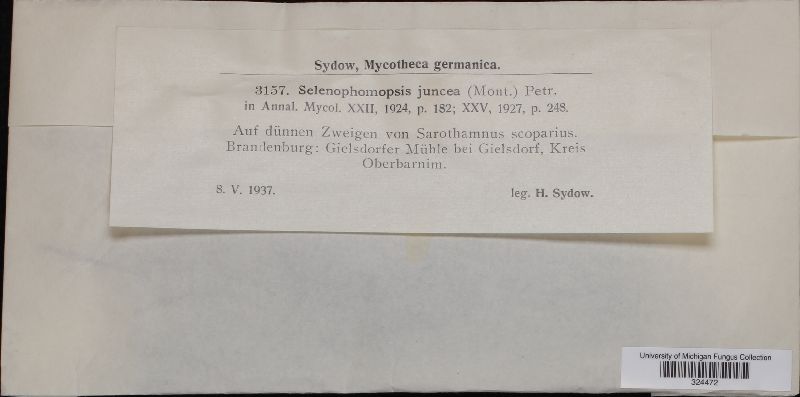 Sydow, Mycotheca germanica.
3157. Selenophomopsis juncea (Mont.) Petr.
in Annal. Mycol. XXII, 1924, p. 182; XXV, 1927, p. 248.
Auf dünnen Zweigen von Sarothamnus scoparius.
Brandenburg: Gielsdorfer Mühle bei Gielsdorf, Kreis
Oberbarnim.
8. V. 1937. leg. H. Sydow.
University of Michigan Fungus Collection
324472